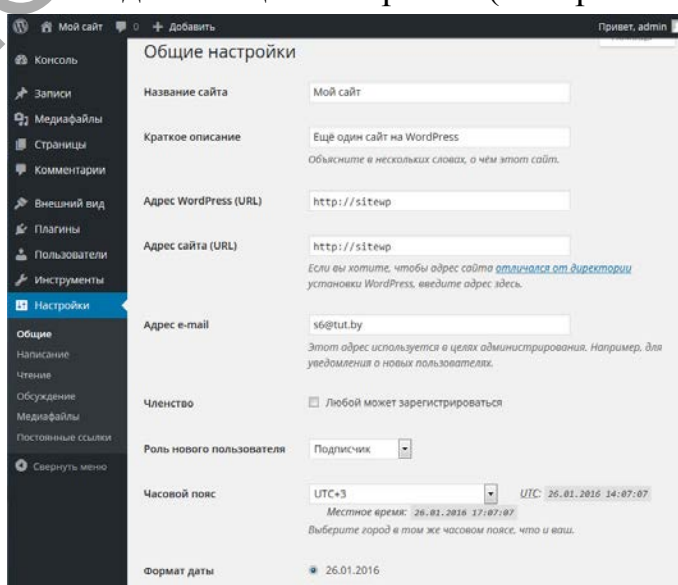 Мой сайт 0 + Добавить Привет, admin
Консоль
Записи
Медиафайлы
Страницы
Комментарии
Внешний вид
Плагины
Пользователи
Инструменты
Настройки
Общие
Написание
Чтение
Обсуждение
Медиафайлы
Постоянные ссылки
Свернуть меню
Общие настройки
Название сайта Мой сайт
Краткое описание Ещё один сайт на WordPress
Объясните в нескольких словах, о чём этот сайт.
Адрес WordPress (URL) http://sitewp
Адрес сайта (URL) http://sitewp
Если вы хотите, чтобы адрес сайта отличался от директории
установки WordPress, введите адрес здесь.
Адрес e-mail s6@tut.by
Этот адрес используется в целях администрирования. Например, для
уведомления о новых пользователях.
Членство Любой может зарегистрироваться
Роль нового пользователя Подписчик
Часовой пояс UTC+3 UTC: 26.01.2016 14:07:07
Местное время: 26.01.2016 17:07:07
Выберите город в том же часовом поясе, что и ваш.
Формат даты 26.01.2016